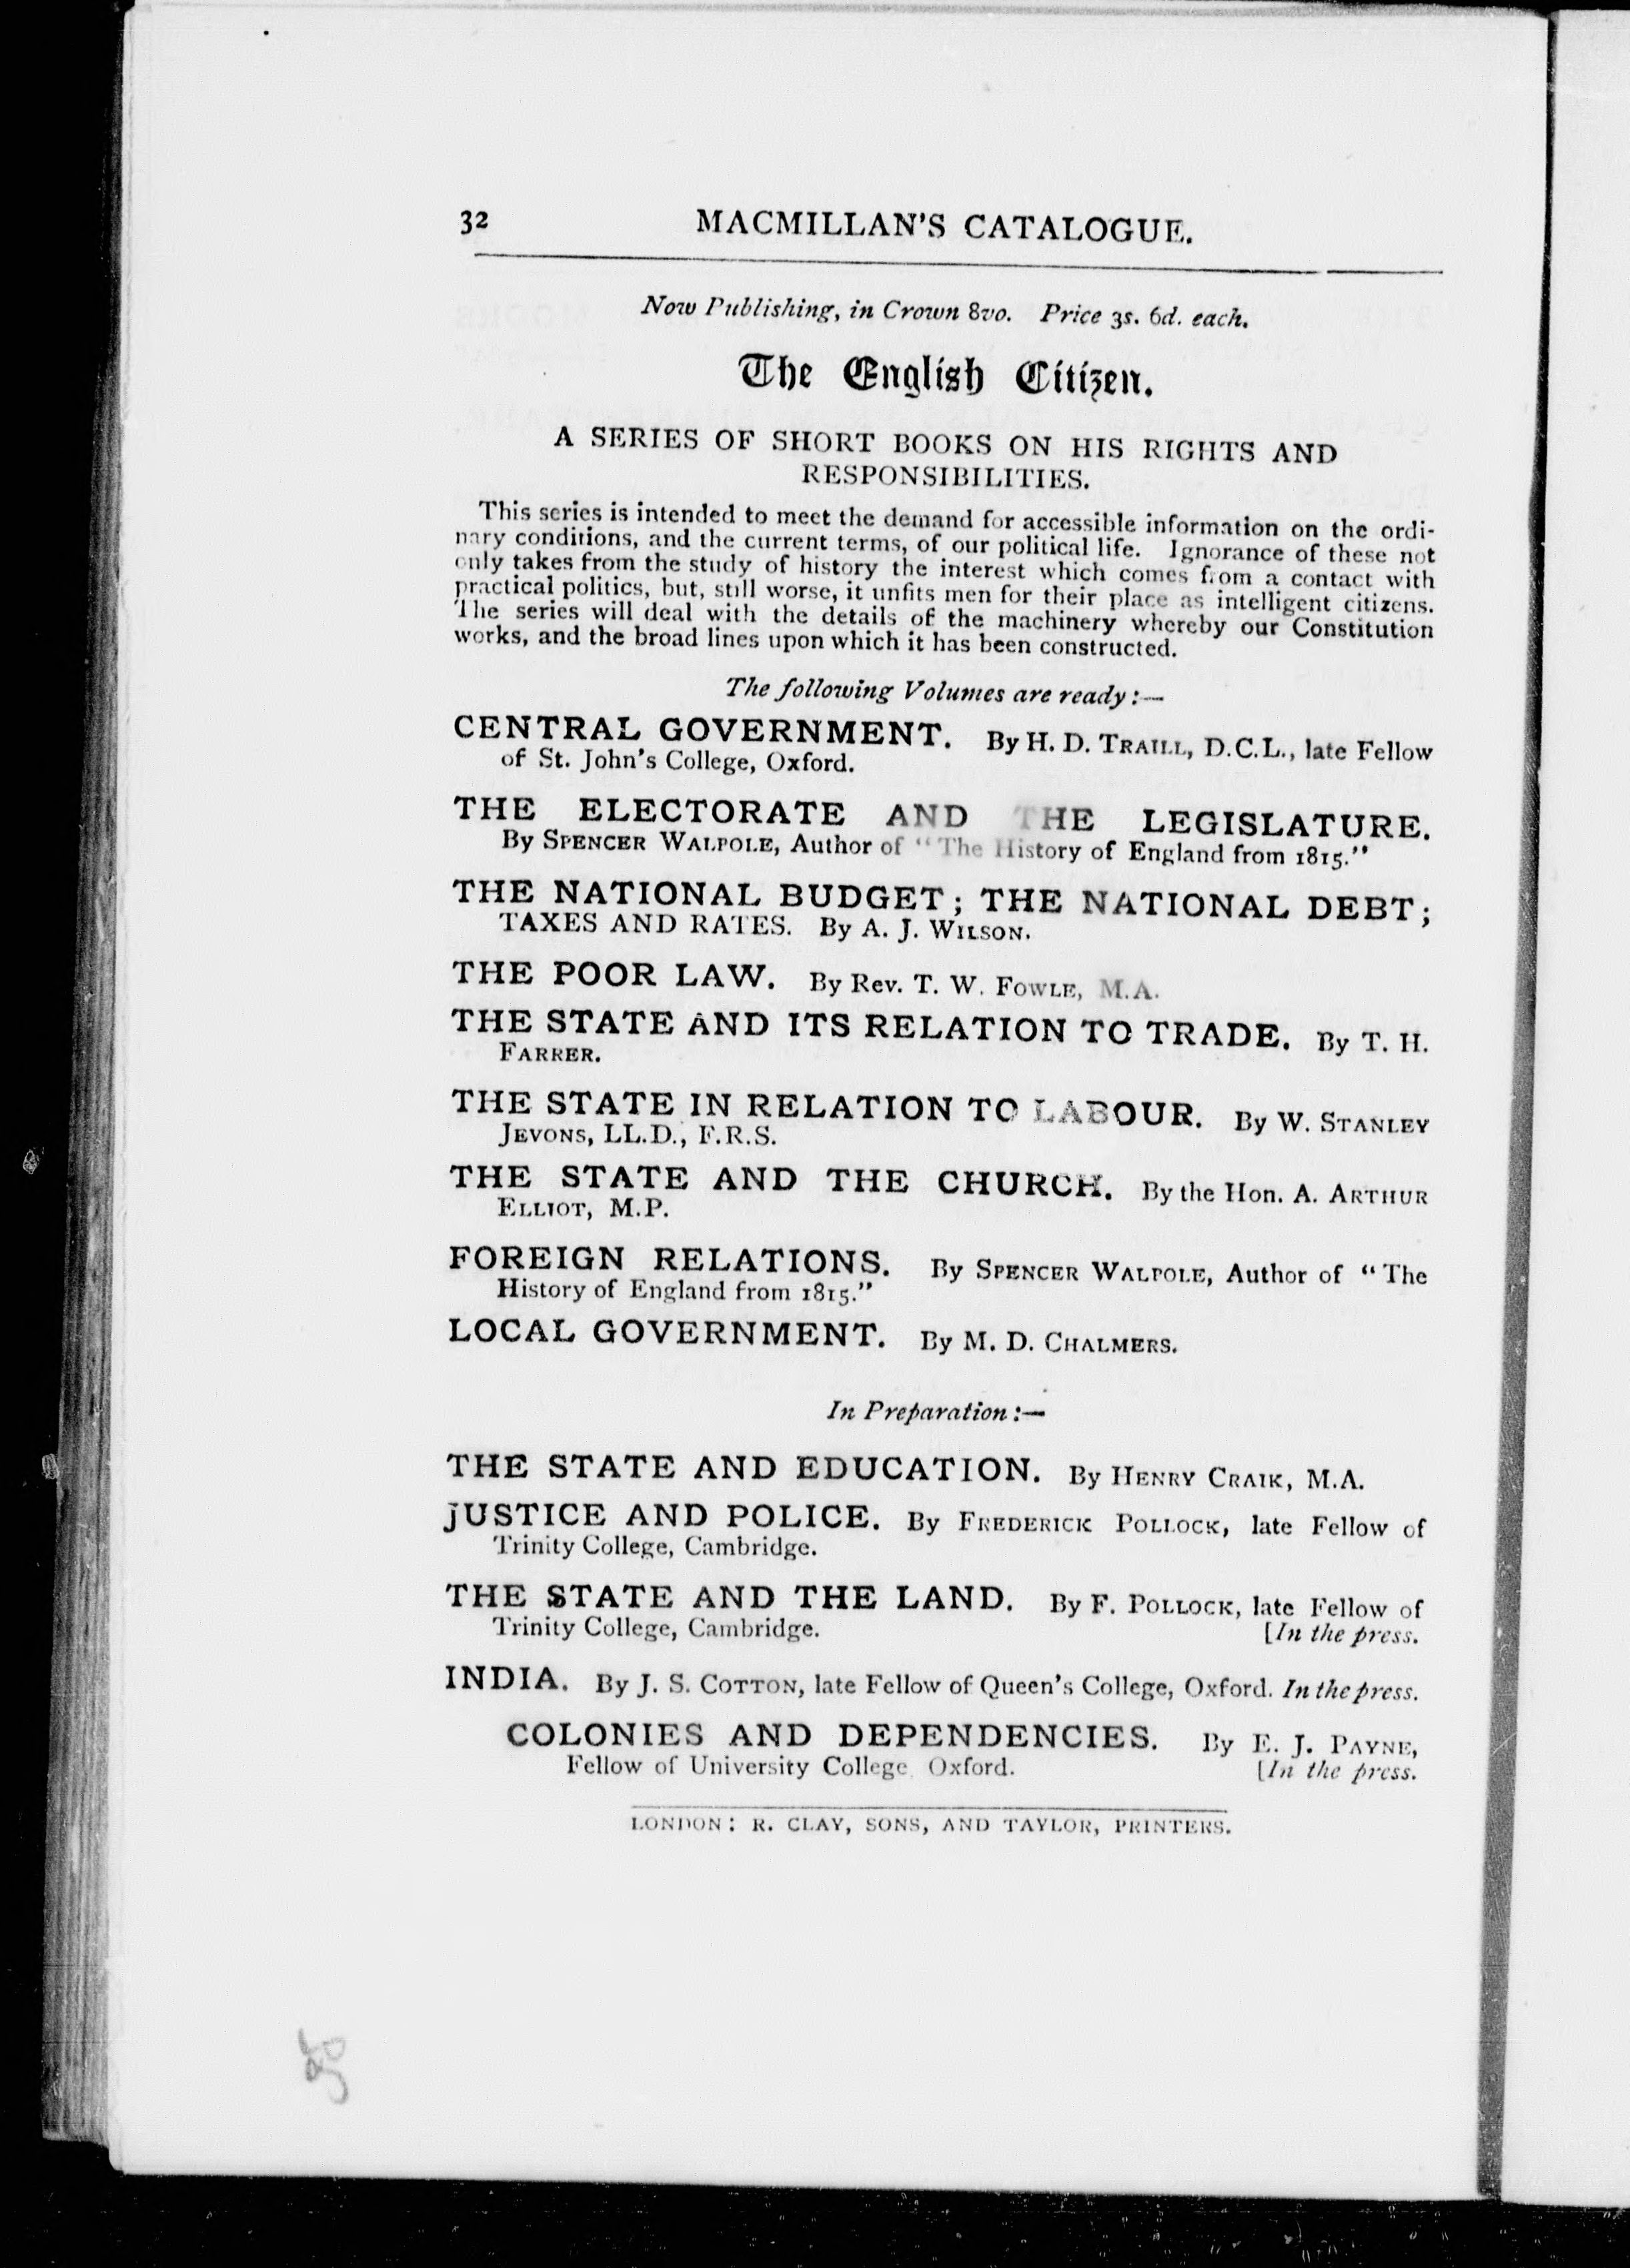 32 MACMILLAN'S CATALOGUE.
Now Publishing, in Crown 8vo. Price 3s. 6d. each.
The English Citizen.
A SERIES OF SHORT BOOKS ON HIS RIGHTS AND
RESPONSIBILITIES.
This series is intended to meet the demand for accessible information on the ordi-
nary conditions, and the current terms, of our political life. Ignorance of these not
only takes from the study of history the interest which comes from a contact with
practical politics, but, still worse, it unfits men for their place as intelligent citizens.
The series will deal with the details of the machinery whereby our Constitution
works, and the broad lines upon which it has been constructed.
The following Volumes are ready:—
CENTRAL GOVERNMENT. By H. D. TRAILL, D.C.L., late Fellow
of St. John's College, Oxford.
THE ELECTORATE AND THE LEGISLATURE.
By SPENCER WALPOLE, Author of "The History of England from 1815."
THE NATIONAL BUDGET; THE NATIONAL DEBT;
TAXES AND RATES. By A. J. WILSON.
THE POOR LAW. By Rev. T. W. FOWLE, M.A.
THE STATE AND ITS RELATION TO TRADE. By T. H.
FARRER.
THE STATE IN RELATION TO LABOUR. By W. STANLEY
JEVONS, LL.D., F.R.S.
THE STATE AND THE CHURCH. By the Hon. A. ARTHUR
ELLIOT, M.P.
FOREIGN RELATIONS. By SPENCER WALPOLE, Author of "The
History of England from 1815."
LOCAL GOVERNMENT. By M. D. CHALMERS.
In Preparation:—
THE STATE AND EDUCATION. By HENRY CRAIK, M.A.
JUSTICE AND POLICE. By FREDERICK POLLOCK, late Fellow of
Trinity College, Cambridge.
THE STATE AND THE LAND. By F. POLLOCK, late Fellow of
Trinity College, Cambridge. [In the press.
INDIA. By J. S. COTTON, late Fellow of Queen's College, Oxford. In the press.
COLONIES AND DEPENDENCIES. By E. J. PAYNE,
Fellow of University College Oxford. [In the press.
LONDON: R. CLAY, SONS, AND TAYLOR, PRINTERS.